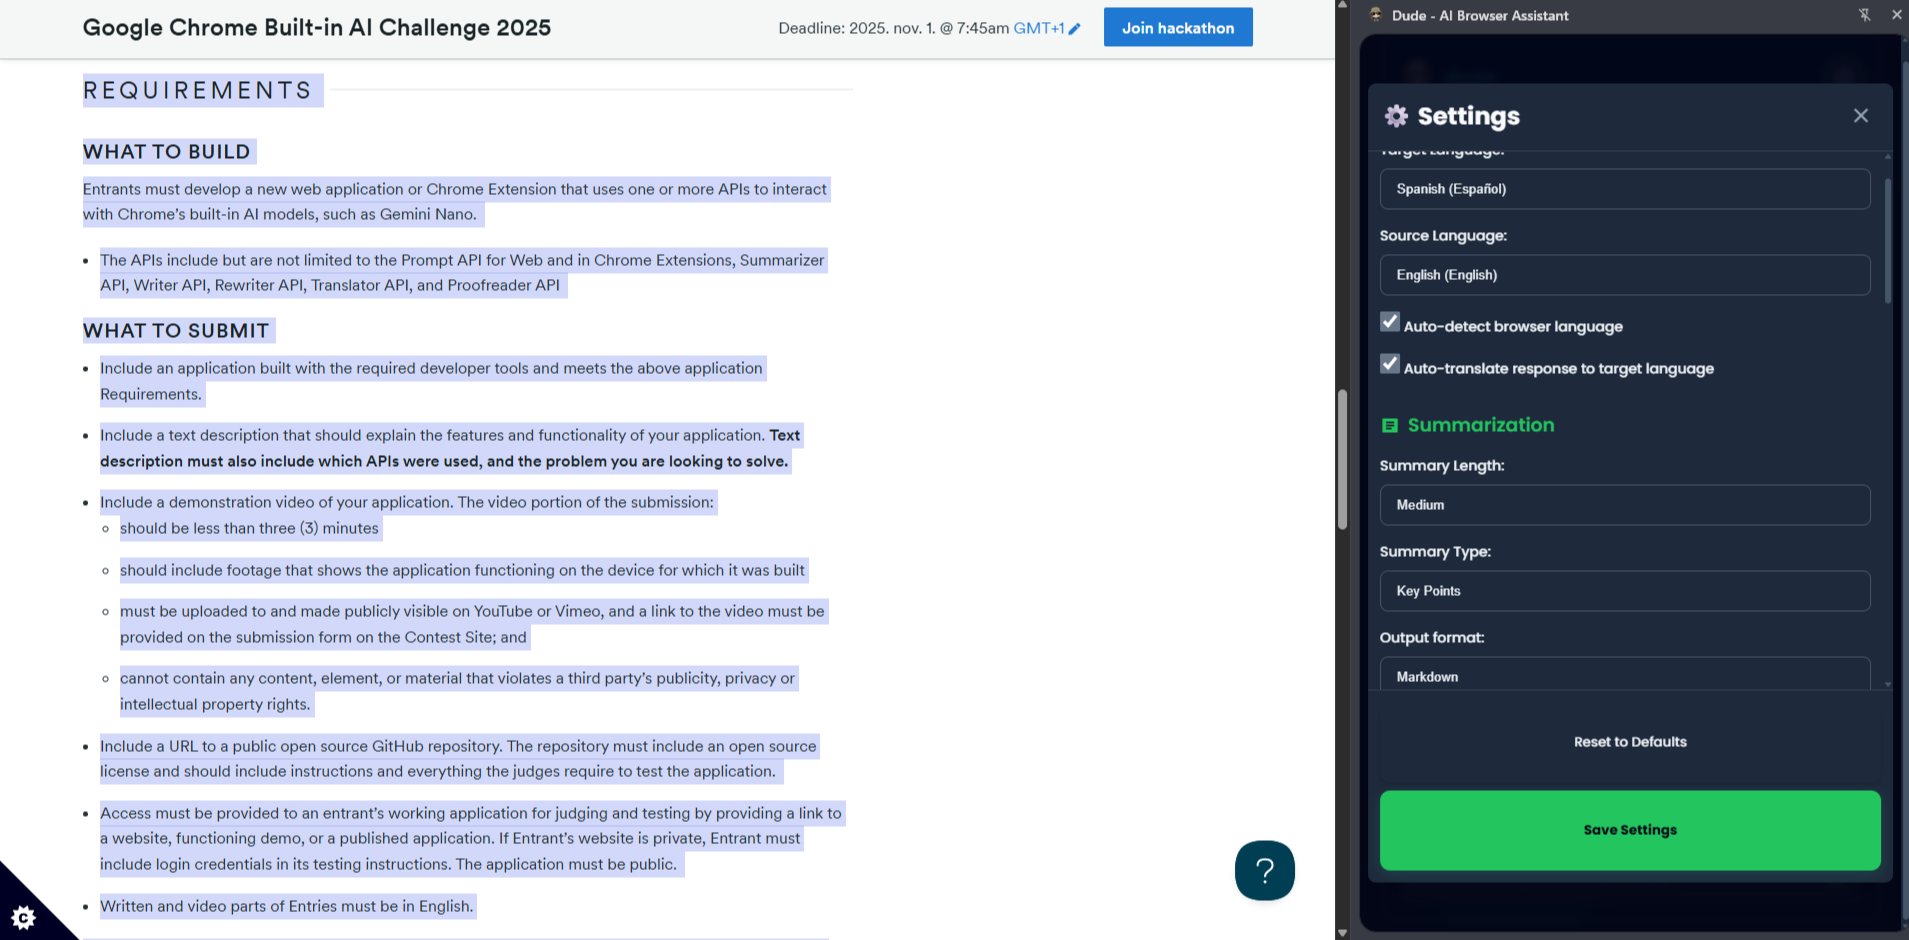 Google Chrome Built-in AI Challenge 2025
Deadline: 2025. nov. 1. @ 7:45am GMT+1
Join hackathon
REQUIREMENTS
WHAT TO BUILD
Entrants must develop a new web application or Chrome Extension that uses one or more APIs to interact
with Chrome’s built-in AI models, such as Gemini Nano.
The APIs include but are not limited to the Prompt API for Web and in Chrome Extensions, Summarizer
API, Writer API, Rewriter API, Translator API, and Proofreader API
WHAT TO SUBMIT
Include an application built with the required developer tools and meets the above application
Requirements.
Include a text description that should explain the features and functionality of your application. Text
description must also include which APIs were used, and the problem you are looking to solve.
Include a demonstration video of your application. The video portion of the submission:
should be less than three (3) minutes
should include footage that shows the application functioning on the device for which it was built
must be uploaded to and made publicly visible on YouTube or Vimeo, and a link to the video must be
provided on the submission form on the Contest Site; and
cannot contain any content, element, or material that violates a third party’s publicity, privacy or
intellectual property rights.
Include a URL to a public open source GitHub repository. The repository must include an open source
license and should include instructions and everything the judges require to test the application.
Access must be provided to an entrant’s working application for judging and testing by providing a link to
a website, functioning demo, or a published application. If Entrant’s website is private, Entrant must
include login credentials in its testing instructions. The application must be public.
Written and video parts of Entries must be in English.
?
Dude - AI Browser Assistant
Settings
Target Language:
Spanish (Español)
Source Language:
English (English)
Auto-detect browser language
Auto-translate response to target language
Summarization
Summary Length:
Medium
Summary Type:
Key Points
Output format:
Markdown
Reset to Defaults
Save Settings